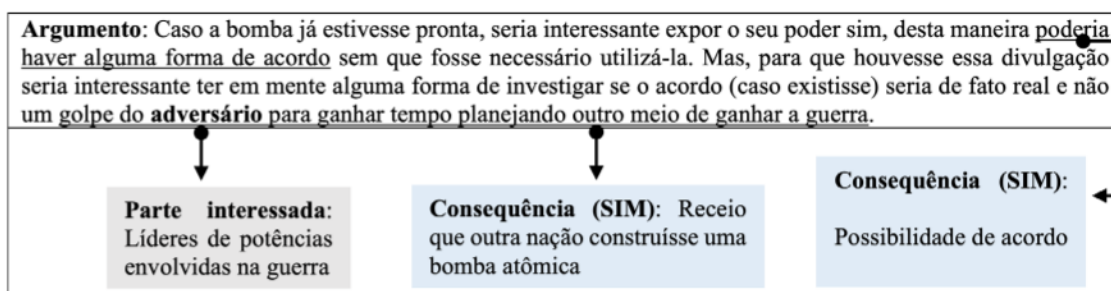 Argumento: Caso a bomba já estivesse pronta, seria interessante expor o seu poder sim, desta maneira poderia
haver alguma forma de acordo sem que fosse necessário utilizá-la. Mas, para que houvesse essa divulgação
seria interessante ter em mente alguma forma de investigar se o acordo (caso existisse) seria de fato real e não
um golpe do adversário para ganhar tempo planejando outro meio de ganhar a guerra.
Parte interessada:
Líderes de potências
envolvidas na guerra
Consequência (SIM): Receio
que outra nação construísse uma
bomba atômica
Consequência (SIM):
Possibilidade de acordo